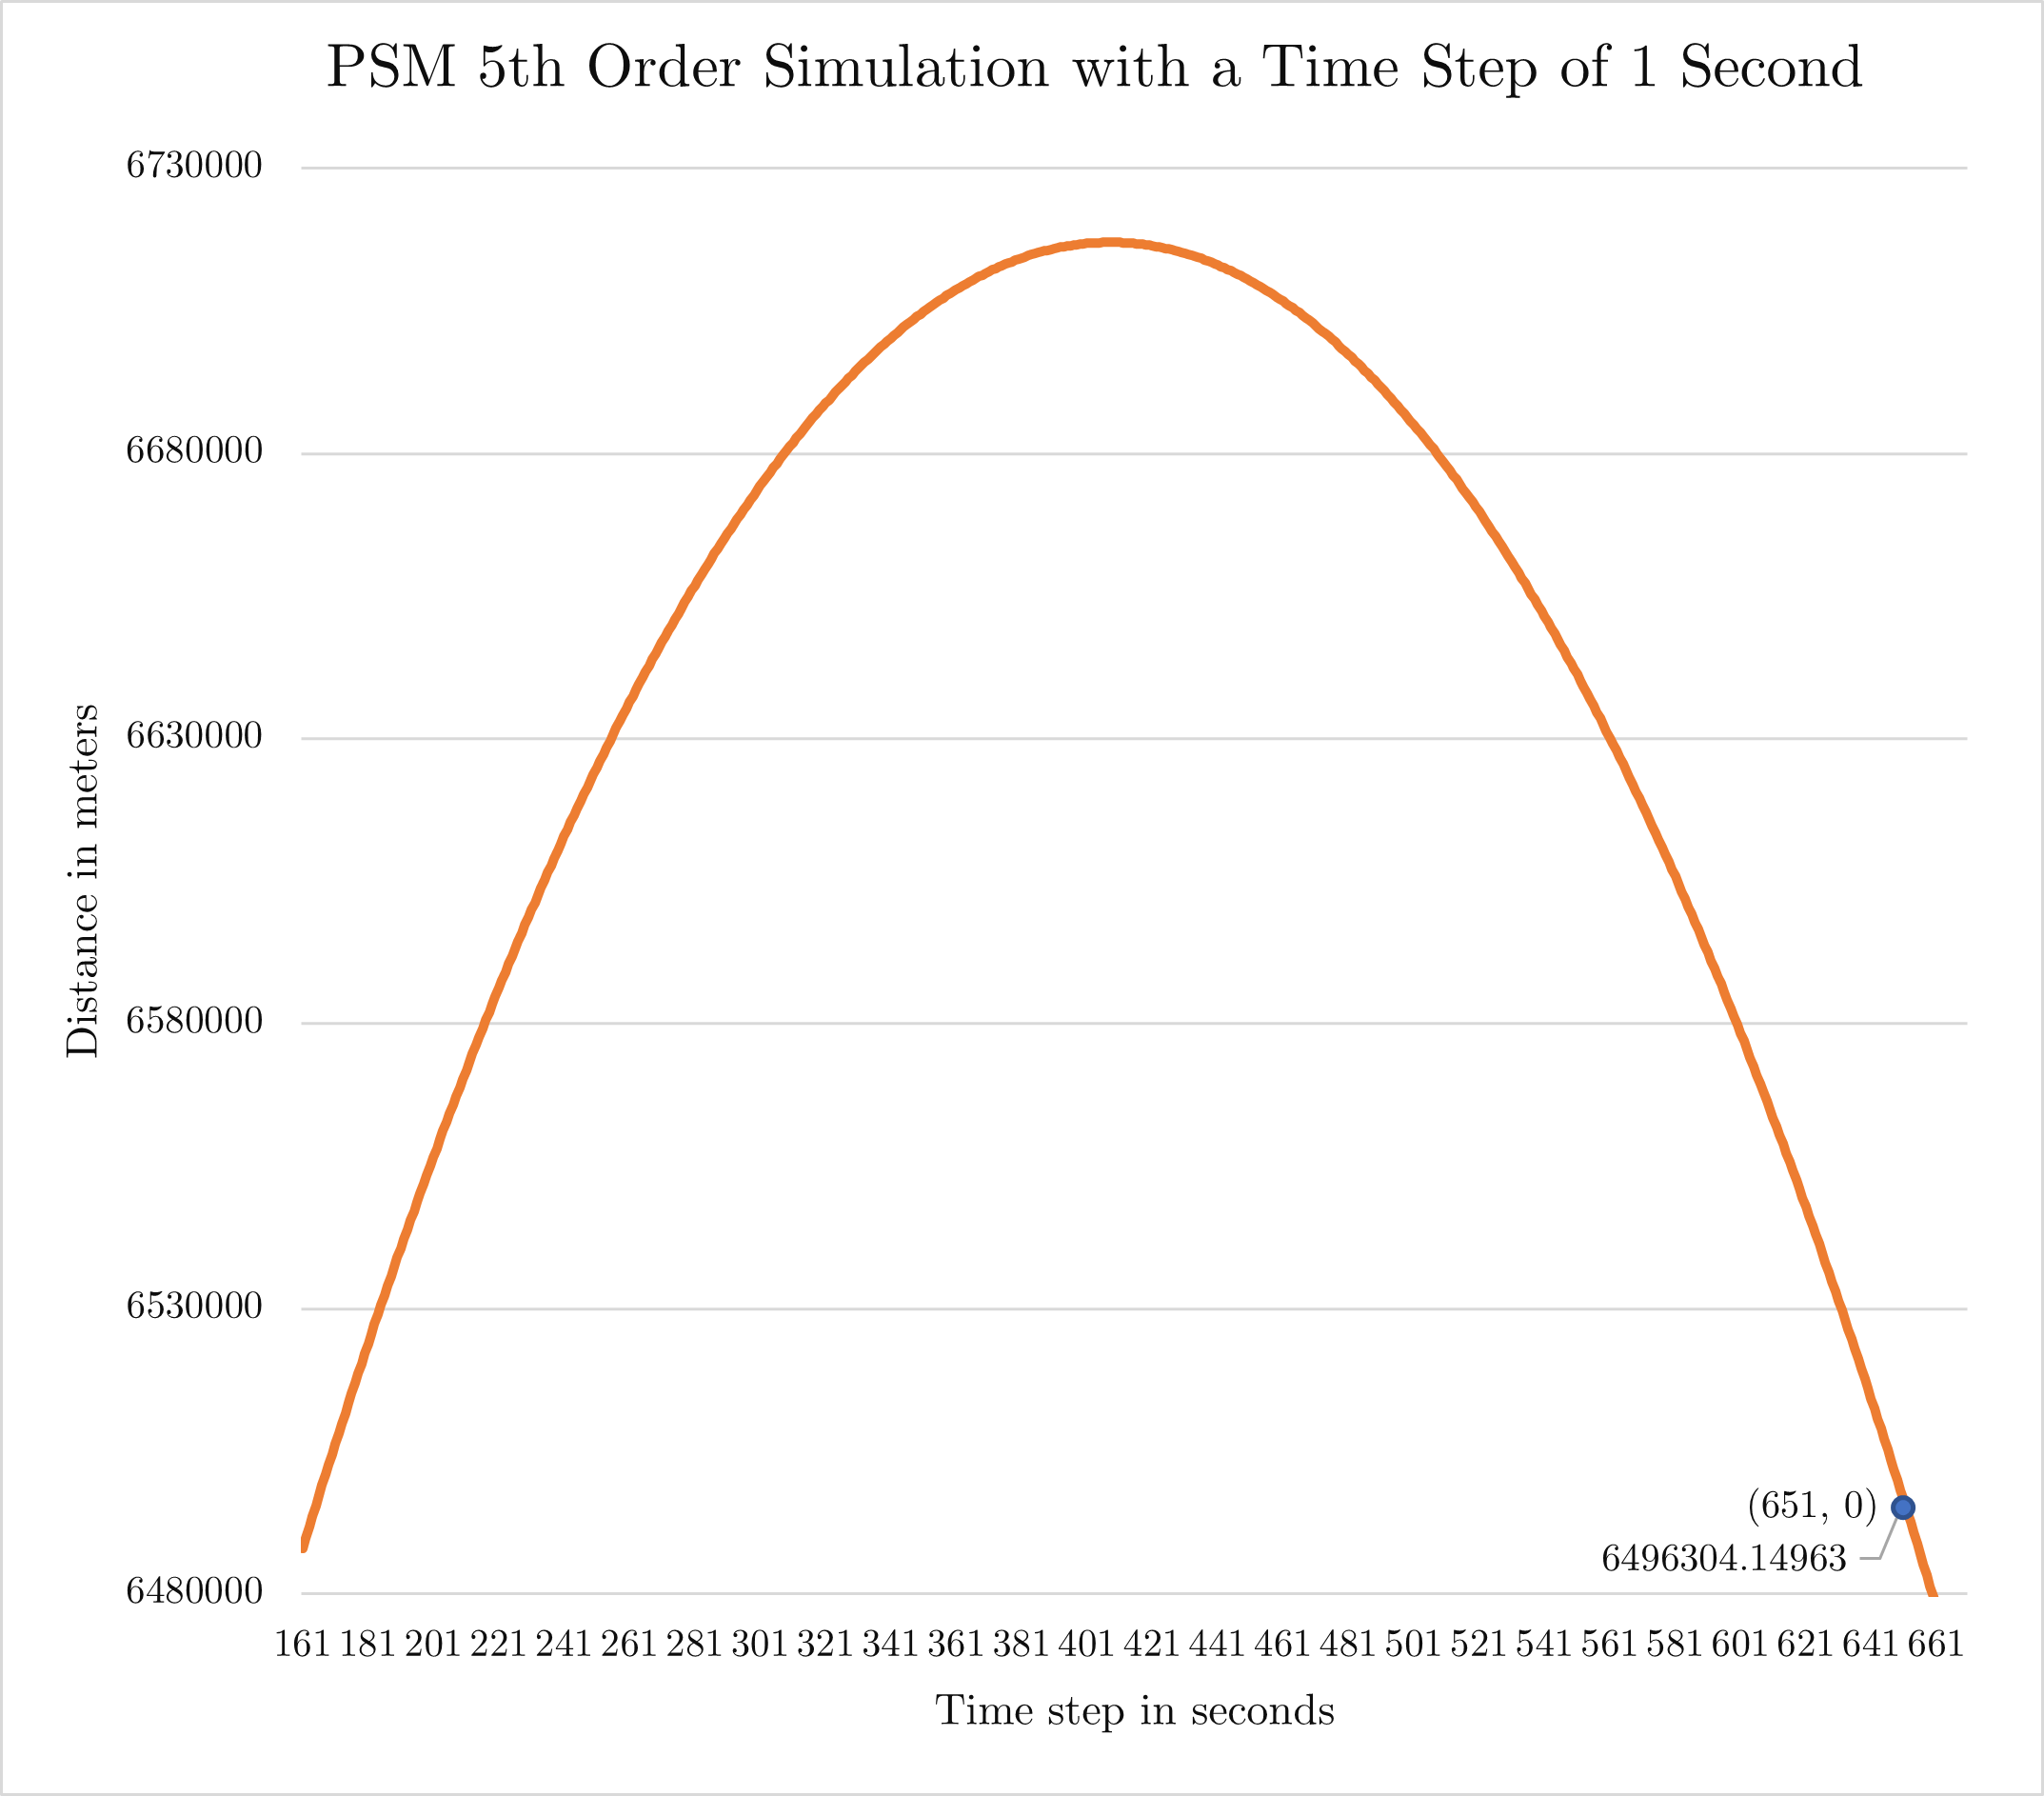 PSM 5th Order Simulation with a Time Step of 1 Second
6730000
6680000
6630000
Distance in meters
6580000
6530000
(651, 0)
6496304.14963
6480000
161 181 201 221 241 261 281 301 321 341 361 381 401 421 441 461 481 501 521 541 561 581 601 621 641 661
Time step in seconds